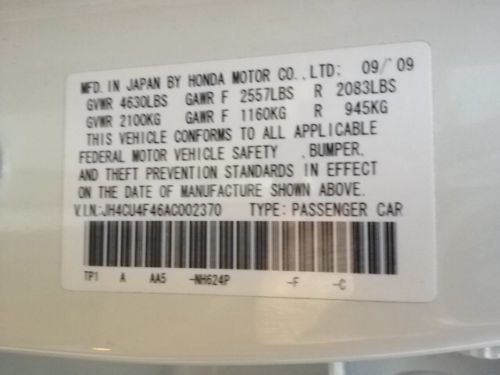 MFD. IN JAPAN BY HONDA MOTOR CO.,LTD: 09/'09
GVWR 4630LBS GAWR F 2557LBS R 2083LBS
GVWR 2100KG GAWR F 1160KG R 945KG
THIS VEHICLE CONFORMS TO ALL APPLICABLE
FEDERAL MOTOR VEHICLE SAFETY ,BUMPER,
AND THEFT PREVENTION STANDARDS IN EFFECT
ON THE DATE OF MANUFACTURE SHOWN ABOVE.
V.I.N.:JH4CU4F46AC002370 TYPE: PASSENGER CAR
TP1 A AA5 -NH624P -F -C